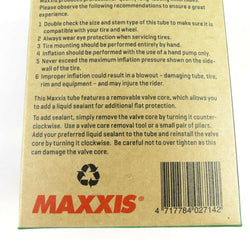 Please observe the following recommendations to ensure a great
experience.
1 Double check the size and stem type of this tube to make sure it is
compatible with your tire and wheel.
2 Always wear eye protection when servicing tires.
3 Tire mounting should be performed entirely by hand.
4 Inflation should be performed with the use of a hand pump only.
5 Never exceed the maximum inflation pressure shown on the side-
wall of the tire.
6 Improper inflation could result in a blowout - damaging tube, tire,
rim and equipment - and may injure the rider.
This Maxxis tube features a removable valve core, which allows you
to add a liquid sealant for additional flat protection.
To add sealant, simply remove the valve core by turning it counter-
clockwise. Use a valve core removal tool or a small pair of pliers.
Add your preferred liquid sealant to the tube and reinstall the valve
core by turning it clockwise. Be careful not to over tighten as this
can damage the valve core.
MAXXIS®
4 717784 027142